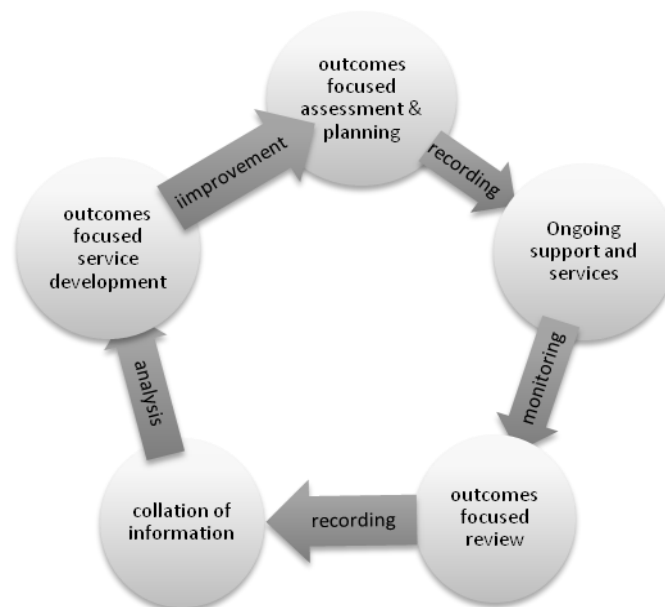 outcomes
focused
assessment &
planning
recording
Ongoing
support and
services
monitoring
outcomes
focused
review
recording
collation of
information
analysis
outcomes
focused
service
development
iimprovement